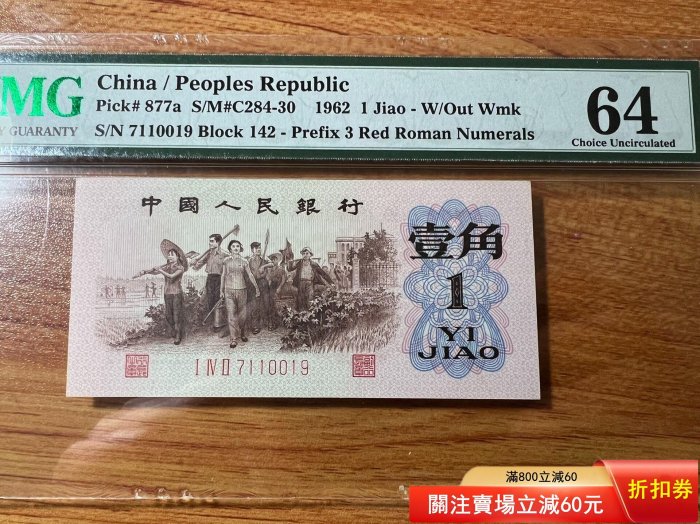 MG
Y GUARANTY
China / Peoples Republic
Pick# 877a S/M#C284-30 1962 1 Jiao - W/Out Wmk
S/N 7110019 Block 142 - Prefix 3 Red Roman Numerals
64
Choice Uncirculated
中國人民銀行
壹角
1
YI
JIAO
I IV II 7110019
滿800立減60
關注賣場立減60元
折扣券